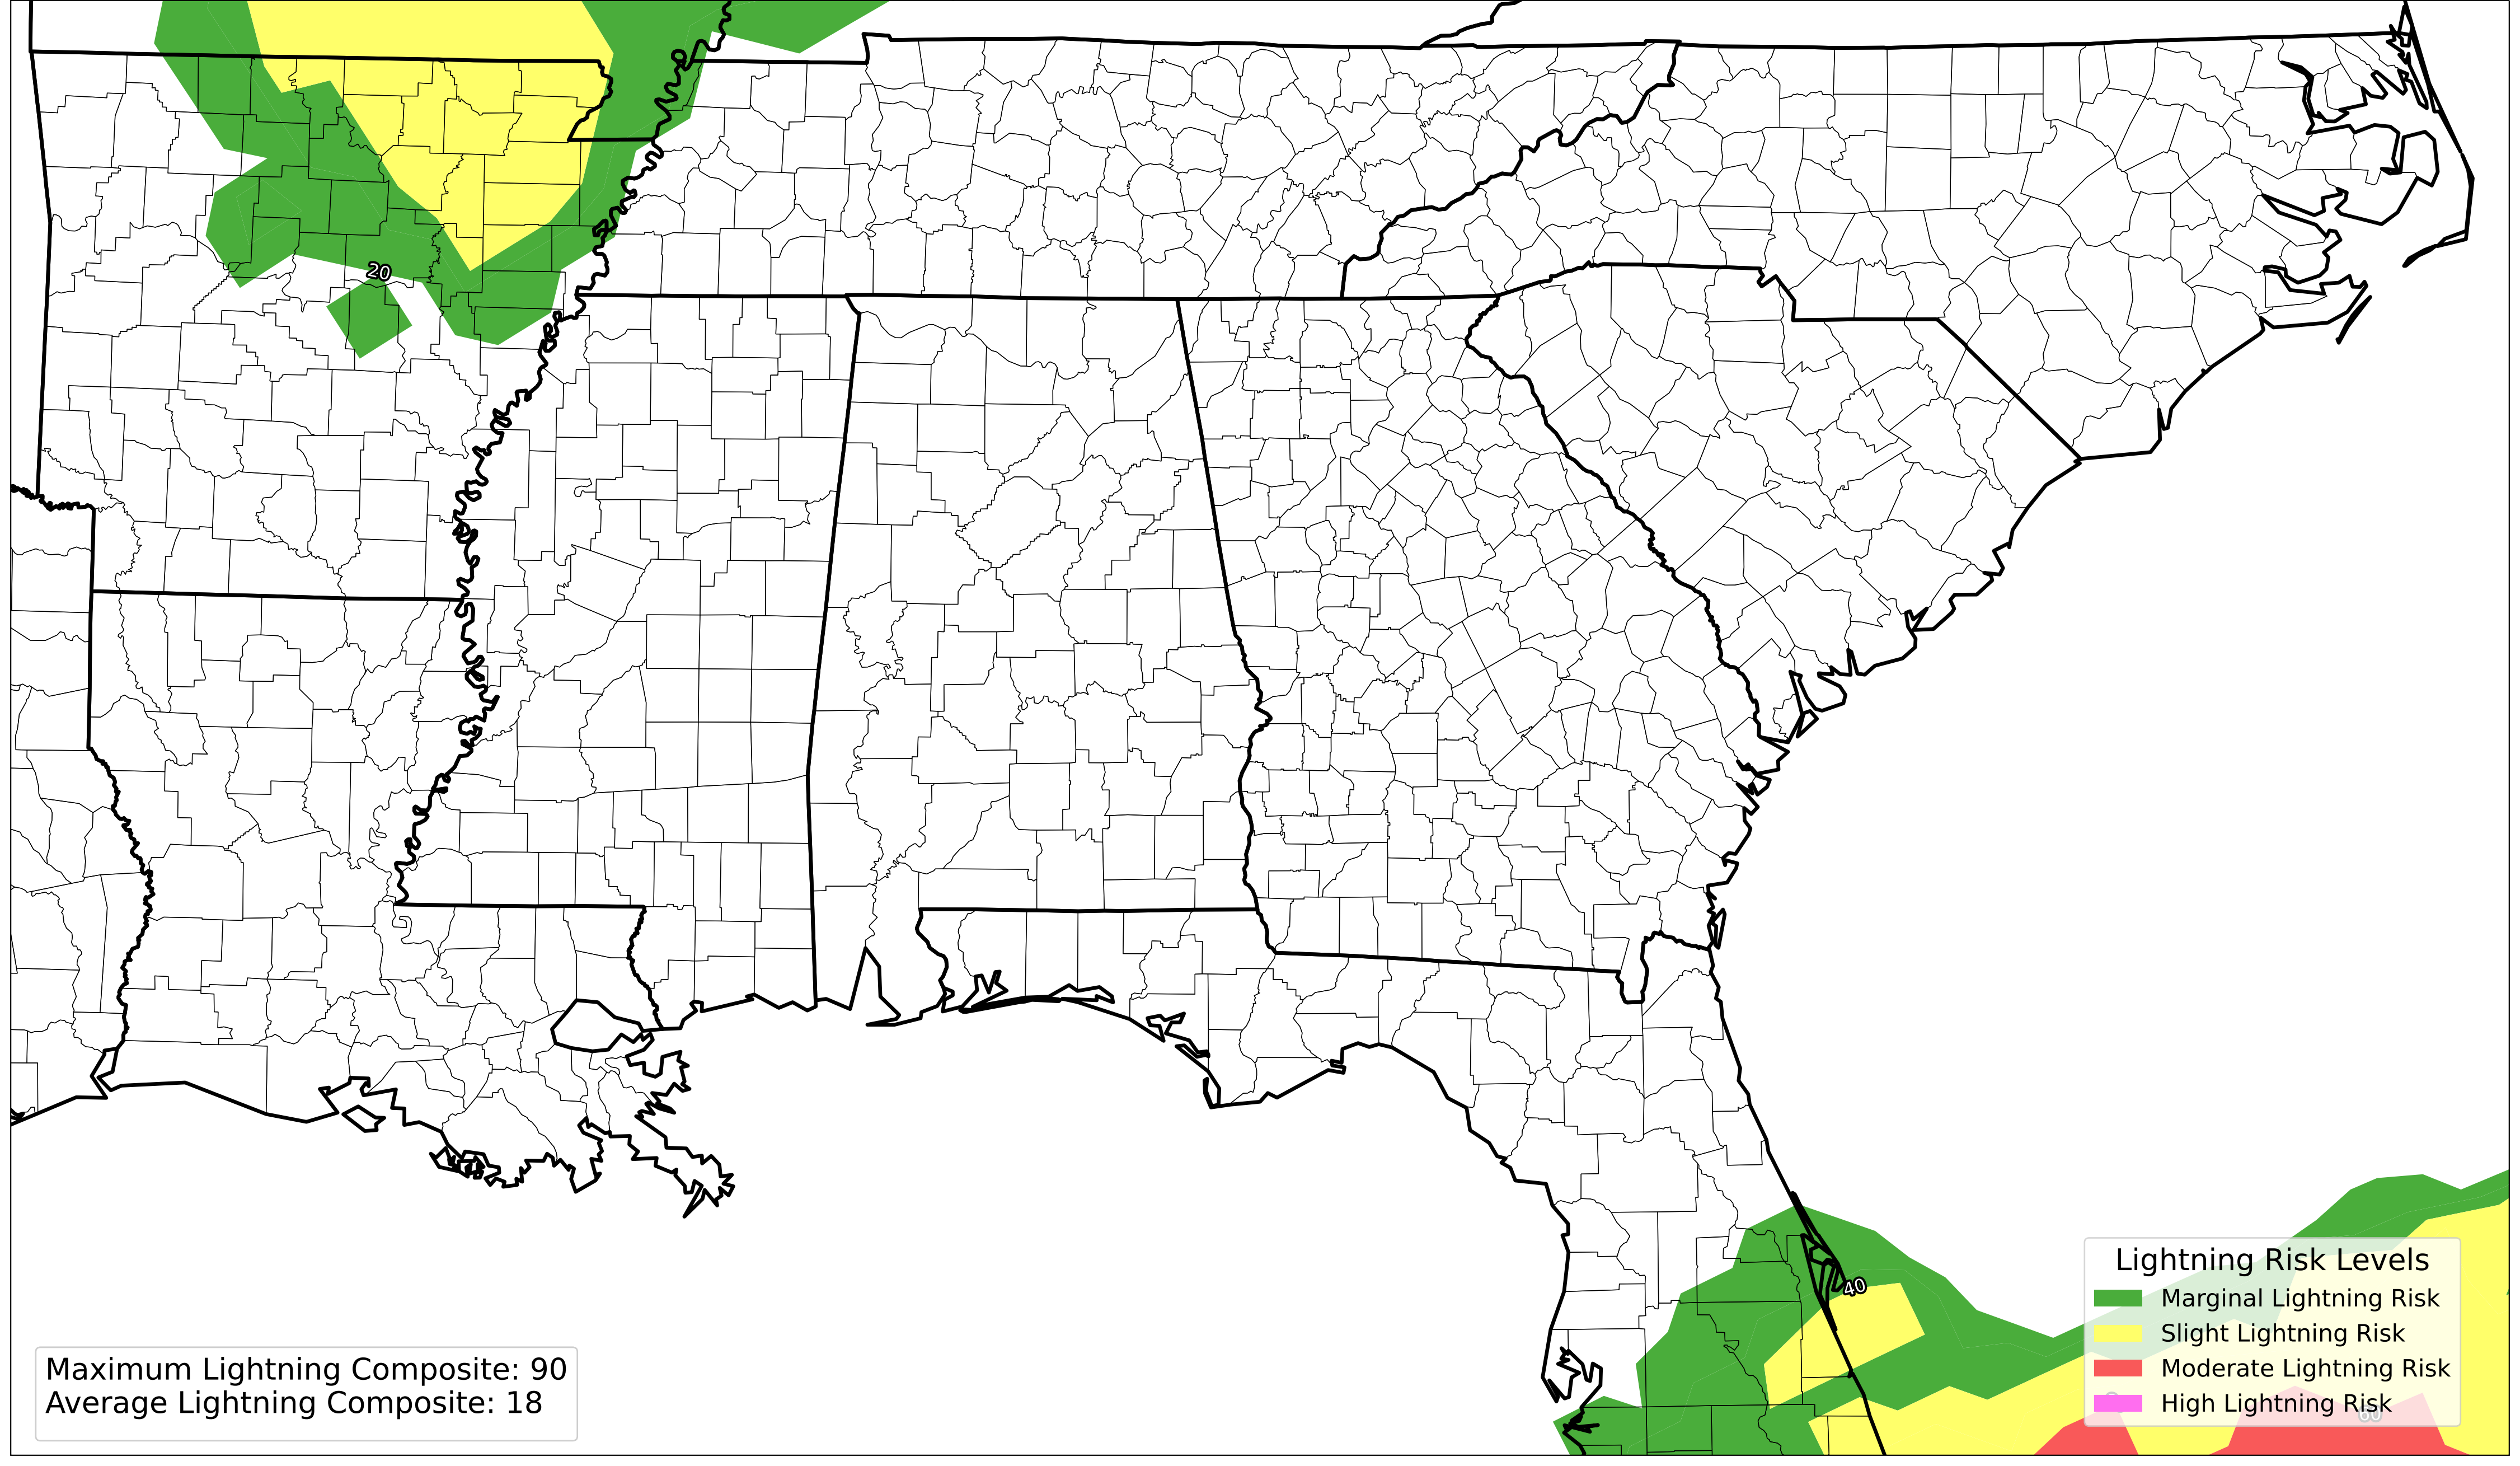 20
40
Lightning Risk Levels
Marginal Lightning Risk
Slight Lightning Risk
Moderate Lightning Risk
High Lightning Risk
60
Maximum Lightning Composite: 90
Average Lightning Composite: 18